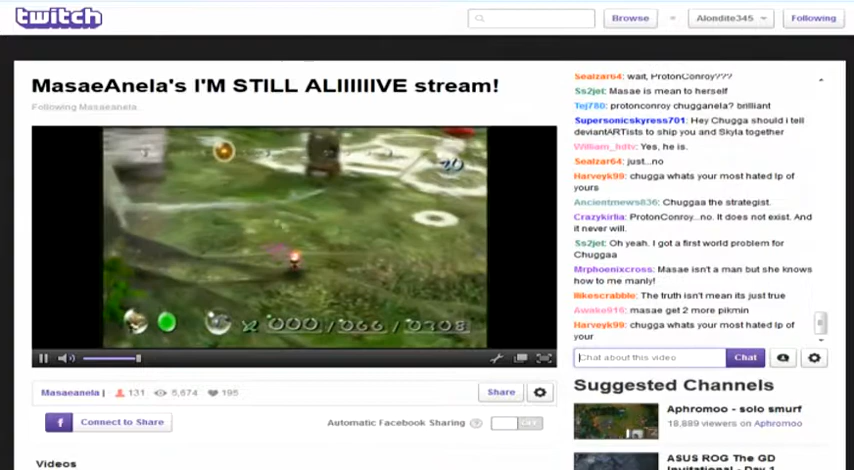 twitch
Browse
Alondite345
Following
MasaeAnela's I'M STILL ALIIIIIIVE stream!
Following Masaeanela
Sealzar64: wait, ProtonConroy???
Ss2jet: Masae is mean to herself
Tej780: protonconroy chugganela? brilliant
Supersonicskyress701: Hey Chugga should i tell
deviantARTists to ship you and Skyla together
William_hdtv: Yes, he is.
Sealzar64: just...no
Harveyk99: chugga whats your most hated lp of
yours
Ancientmews836: Chuggaa the strategist.
Crazykirlia: ProtonConroy...no. It does not exist. And
it never will.
Ss2jet: Oh yeah. I got a first world problem for
Chuggaa
Mrphoenixcross: Masae isn't a man but she knows
how to me manly!
Ilikescrabble: The truth isn't mean its just true
Awake916: masae get 2 more pikmin
Harveyk99: chugga whats your most hated lp of
your
x2 000/066/0708
Chat about this video
Chat
Masaeanela |
131
5,674
195
Share
f Connect to Share
Automatic Facebook Sharing
?
OFF
Videos
Suggested Channels
Aphromoo - solo smurf
18,889 viewers on Aphromoo
ASUS ROG The GD
Invitational - Day 1